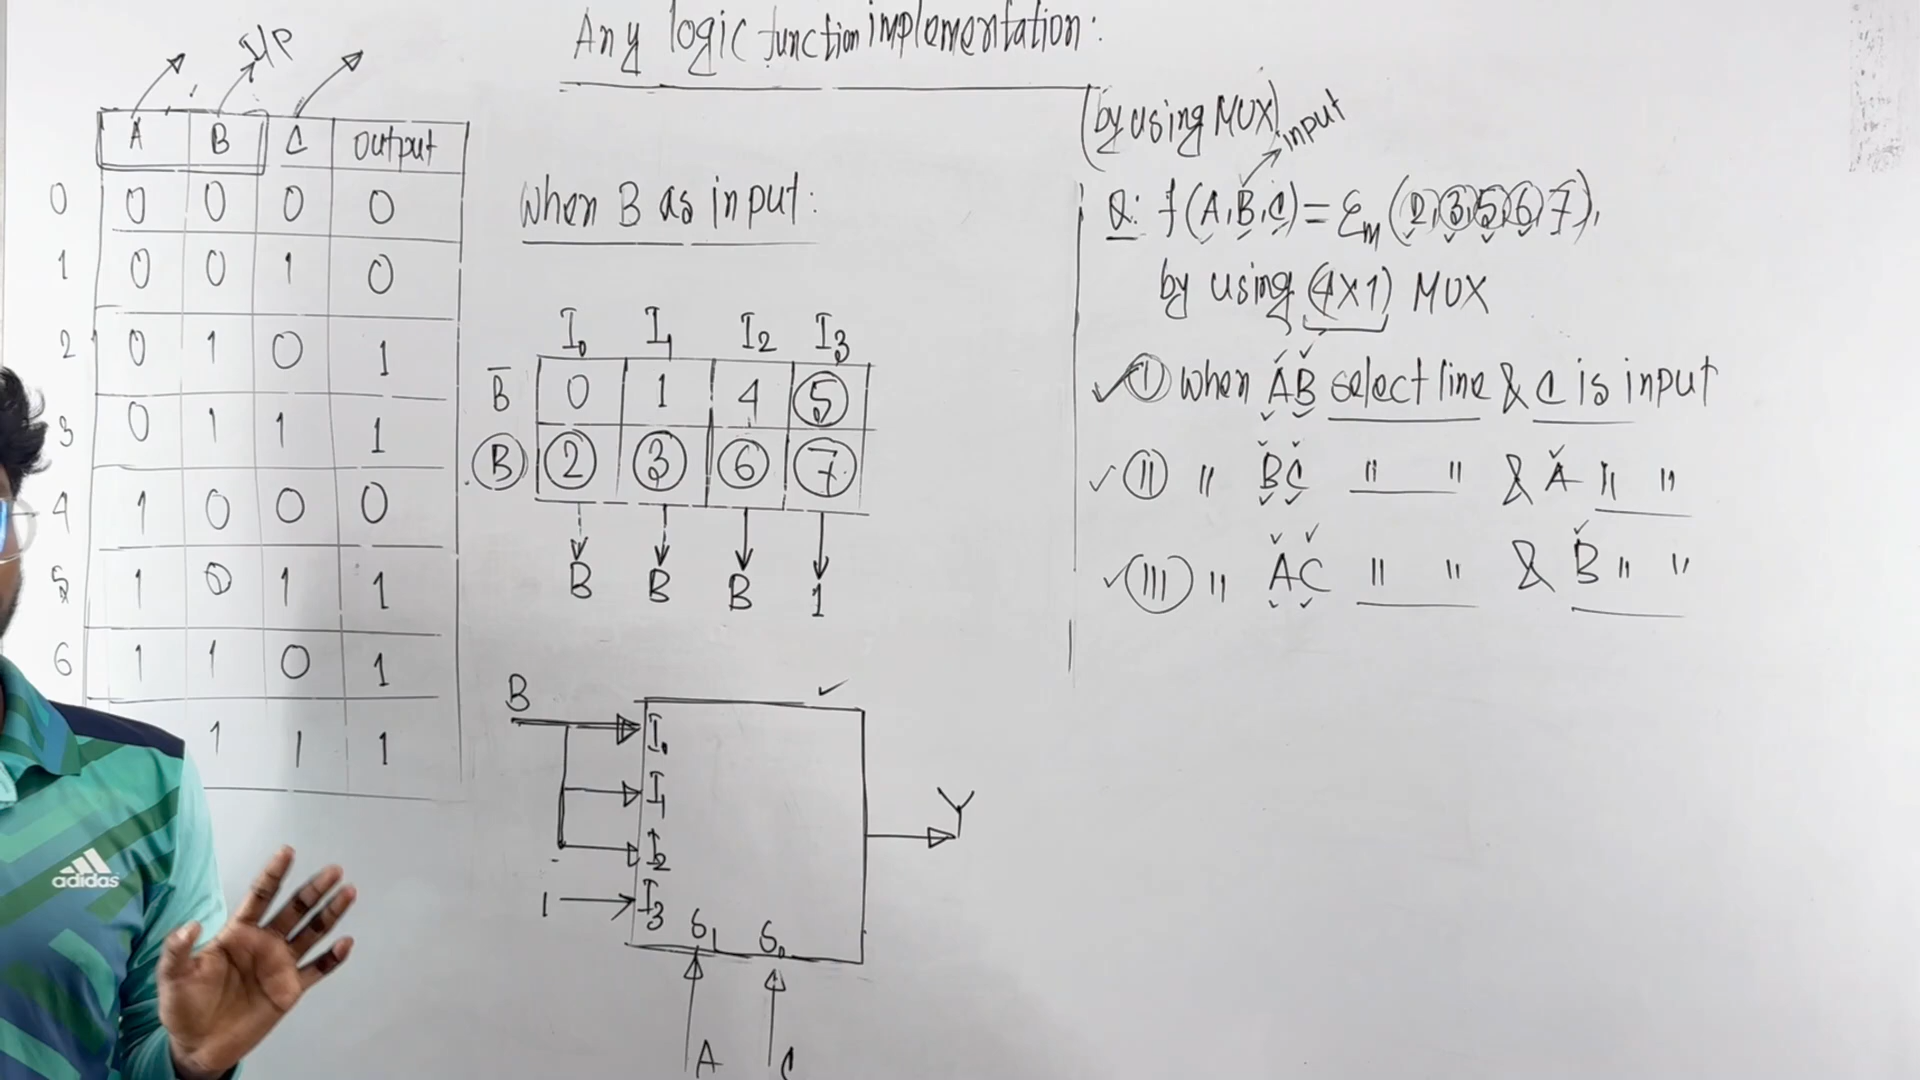 Any logic function implementation:
(by using MUX)
input
I/P
A B C output
0 0 0 0 0
1 0 0 1 0
2 0 1 0 1
3 0 1 1 1
4 1 0 0 0
5 1 0 1 1
6 1 1 0 1
1 1 1
when B as input:
I0 I1 I2 I3
B̅ 0 1 4 5
B 2 3 6 7
B B B 1
B
I0
I1
I2
1 I3
S1 S0
Y
A C
Q: f(A,B,C) = Σm (2,3,5,6,7),
by using (4x1) MUX
(I) when AB select line & C is input
(II) " BC " " & A " "
(III) " AC " " & B " "
adidas